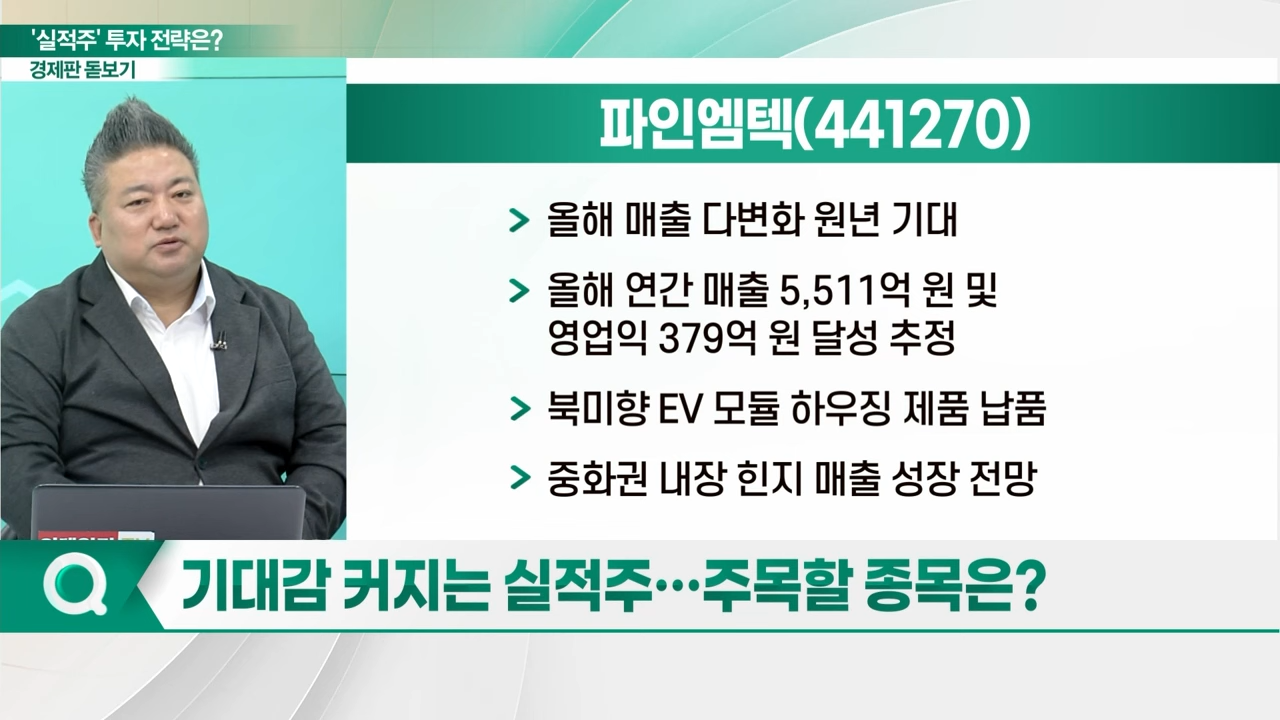 '실적주' 투자 전략은?
경제판 돋보기
파인엠텍(441270)
> 올해 매출 다변화 원년 기대
> 올해 연간 매출 5,511억 원 및
영업익 379억 원 달성 추정
> 북미향 EV 모듈 하우징 제품 납품
> 중화권 내장 힌지 매출 성장 전망
기대감 커지는 실적주…주목할 종목은?